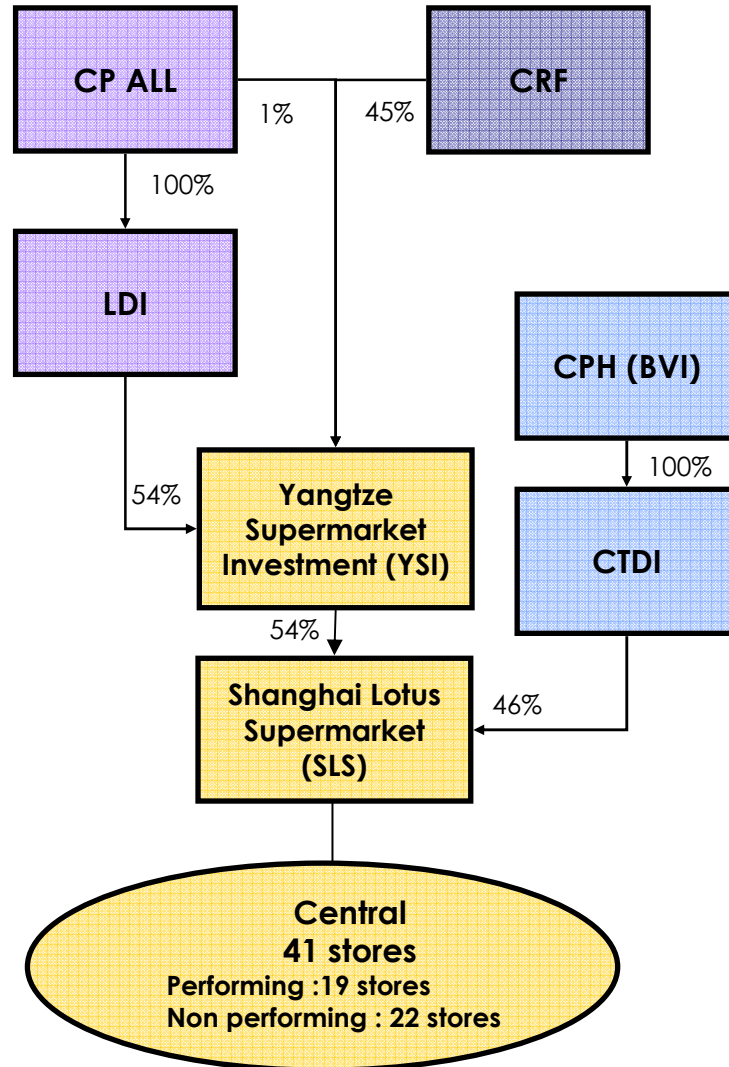 CP ALL
CRF
1%
45%
100%
LDI
CPH (BVI)
100%
54%
Yangtze
Supermarket
Investment (YSI)
CTDI
54%
Shanghai Lotus
Supermarket
(SLS)
46%
Central
41 stores
Performing :19 stores
Non performing : 22 stores